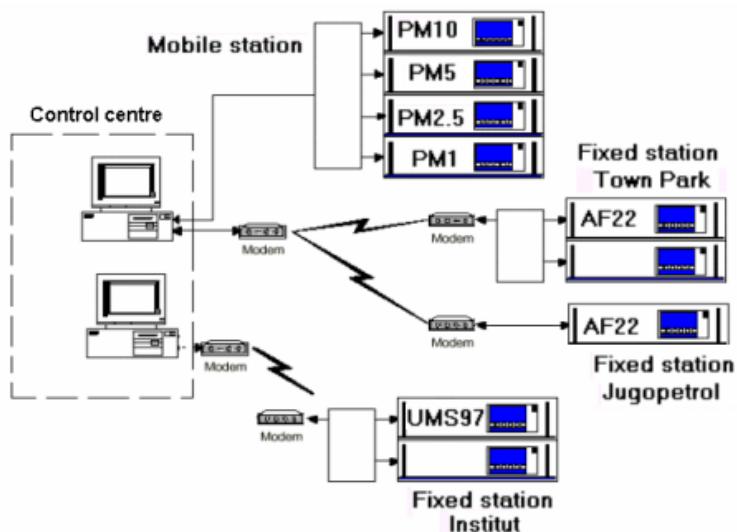 Mobile station
PM10
PM5
PM2.5
PM1
Control centre
Fixed station
Town Park
AF22
Modem
Modem
AF22
Modem
Fixed station
Jugopetrol
Modem
UMS97
Modem
Fixed station
Institut